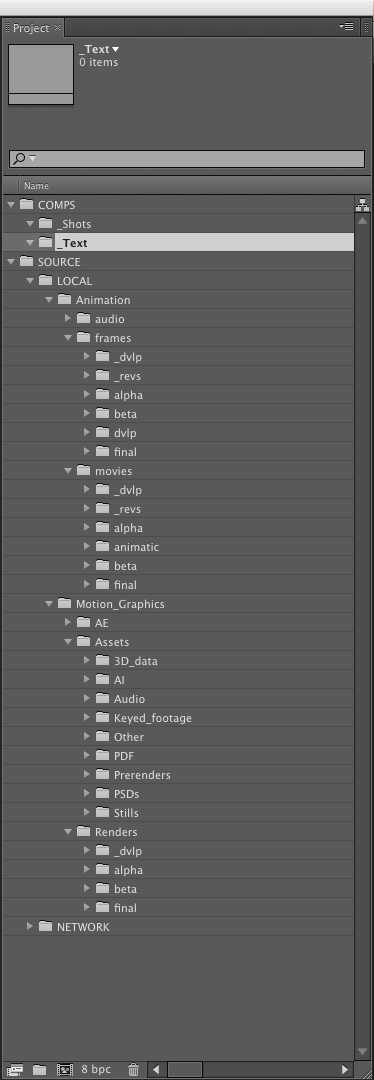 Project
_Text
0 items
Name
COMPS
_Shots
_Text
SOURCE
LOCAL
Animation
audio
frames
_dvlp
_revs
alpha
beta
dvlp
final
movies
_dvlp
_revs
alpha
animatic
beta
final
Motion_Graphics
AE
Assets
3D_data
AI
Audio
Keyed_footage
Other
PDF
Prerenders
PSDs
Stills
Renders
_dvlp
alpha
beta
final
NETWORK
8 bpc